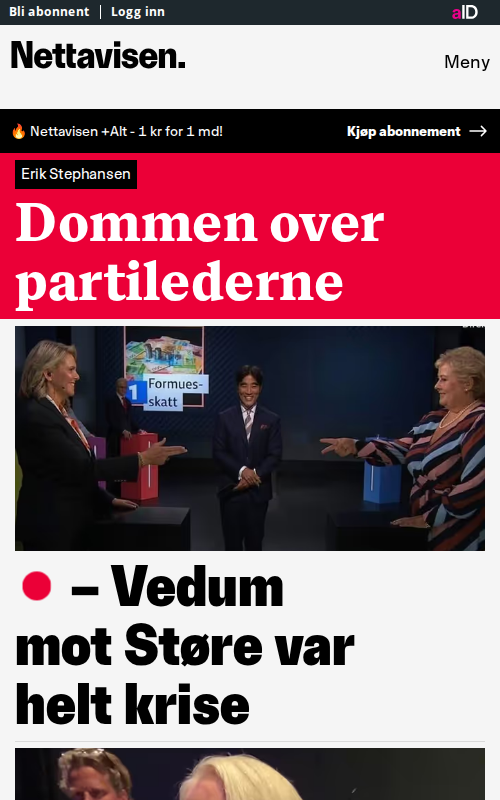 Bli abonnent
Logg inn
aID
Nettavisen.
Meny
🔥 Nettavisen +Alt - 1 kr for 1 md!
Kjøp abonnement →
Erik Stephansen
Dommen over
partilederne
1
Formues-
skatt
– Vedum
mot Støre var
helt krise